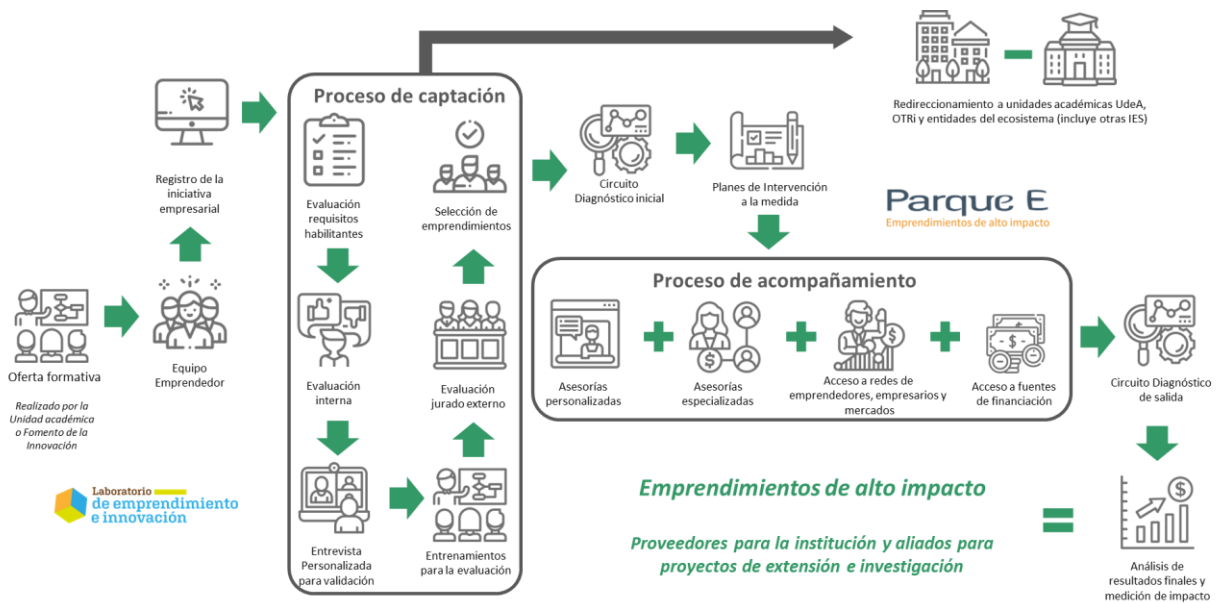 Oferta formativa
Realizado por la
Unidad académica
o Fomento de la
Innovación
Laboratorio
de emprendimiento
e innovación
Equipo
Emprendedor
Registro de la
iniciativa
empresarial
Proceso de captación
Evaluación
requisitos
habilitantes
Evaluación
interna
Entrevista
Personalizada
para validación
Entrenamientos
para la evaluación
Evaluación
jurado externo
Selección de
emprendimientos
Redireccionamiento a unidades académicas UdeA,
OTRi y entidades del ecosistema (incluye otras IES)
Circuito
Diagnóstico inicial
Planes de Intervención
a la medida
Parque E
Emprendimientos de alto impacto
Proceso de acompañamiento
Asesorías
personalizadas
Asesorías
especializadas
Acceso a redes de
emprendedores, empresarios y
mercados
Acceso a fuentes
de financiación
Circuito Diagnóstico
de salida
Análisis de
resultados finales y
medición de impacto
Emprendimientos de alto impacto
Proveedores para la institución y aliados para
proyectos de extensión e investigación